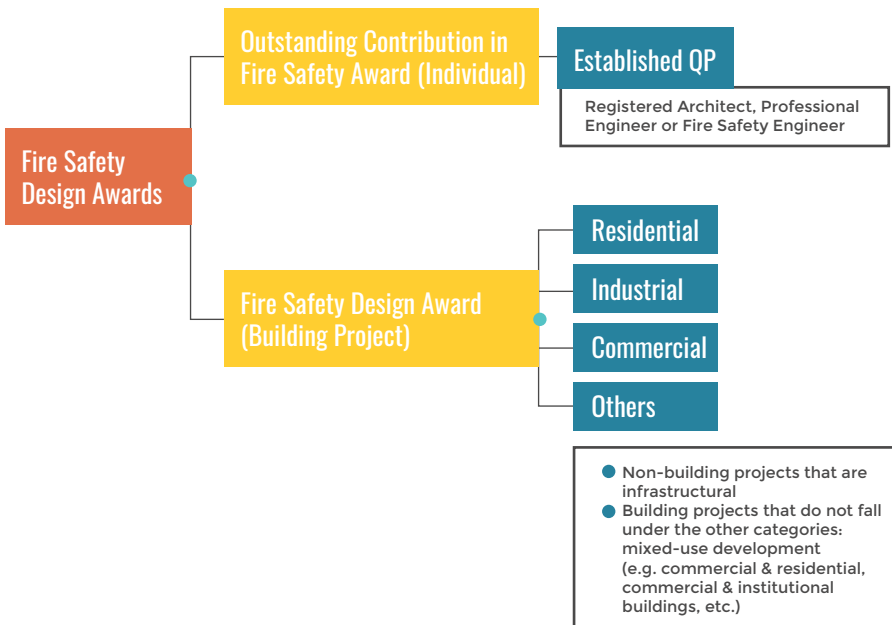 Fire Safety
Design Awards
Outstanding Contribution in
Fire Safety Award (Individual)
Established QP
Registered Architect, Professional
Engineer or Fire Safety Engineer
Fire Safety Design Award
(Building Project)
Residential
Industrial
Commercial
Others
Non-building projects that are
infrastructural
Building projects that do not fall
under the other categories:
mixed-use development
(e.g. commercial & residential,
commercial & institutional
buildings, etc.)